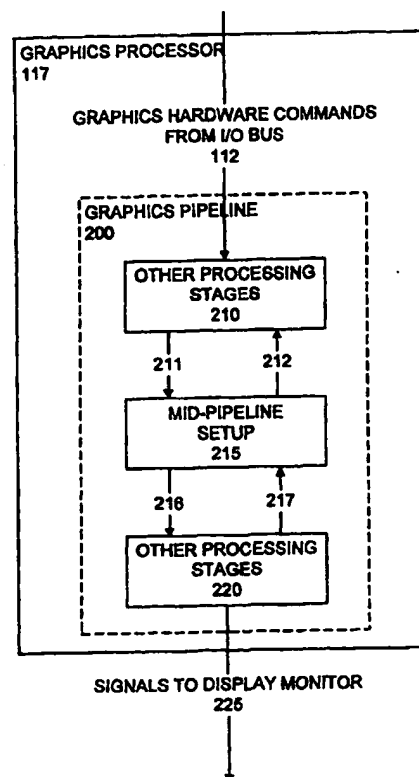 GRAPHICS PROCESSOR
117
GRAPHICS HARDWARE COMMANDS
FROM I/O BUS
112
GRAPHICS PIPELINE
200
OTHER PROCESSING
STAGES
210
211 212
MID-PIPELINE
SETUP
215
216 217
OTHER PROCESSING
STAGES
220
SIGNALS TO DISPLAY MONITOR
225